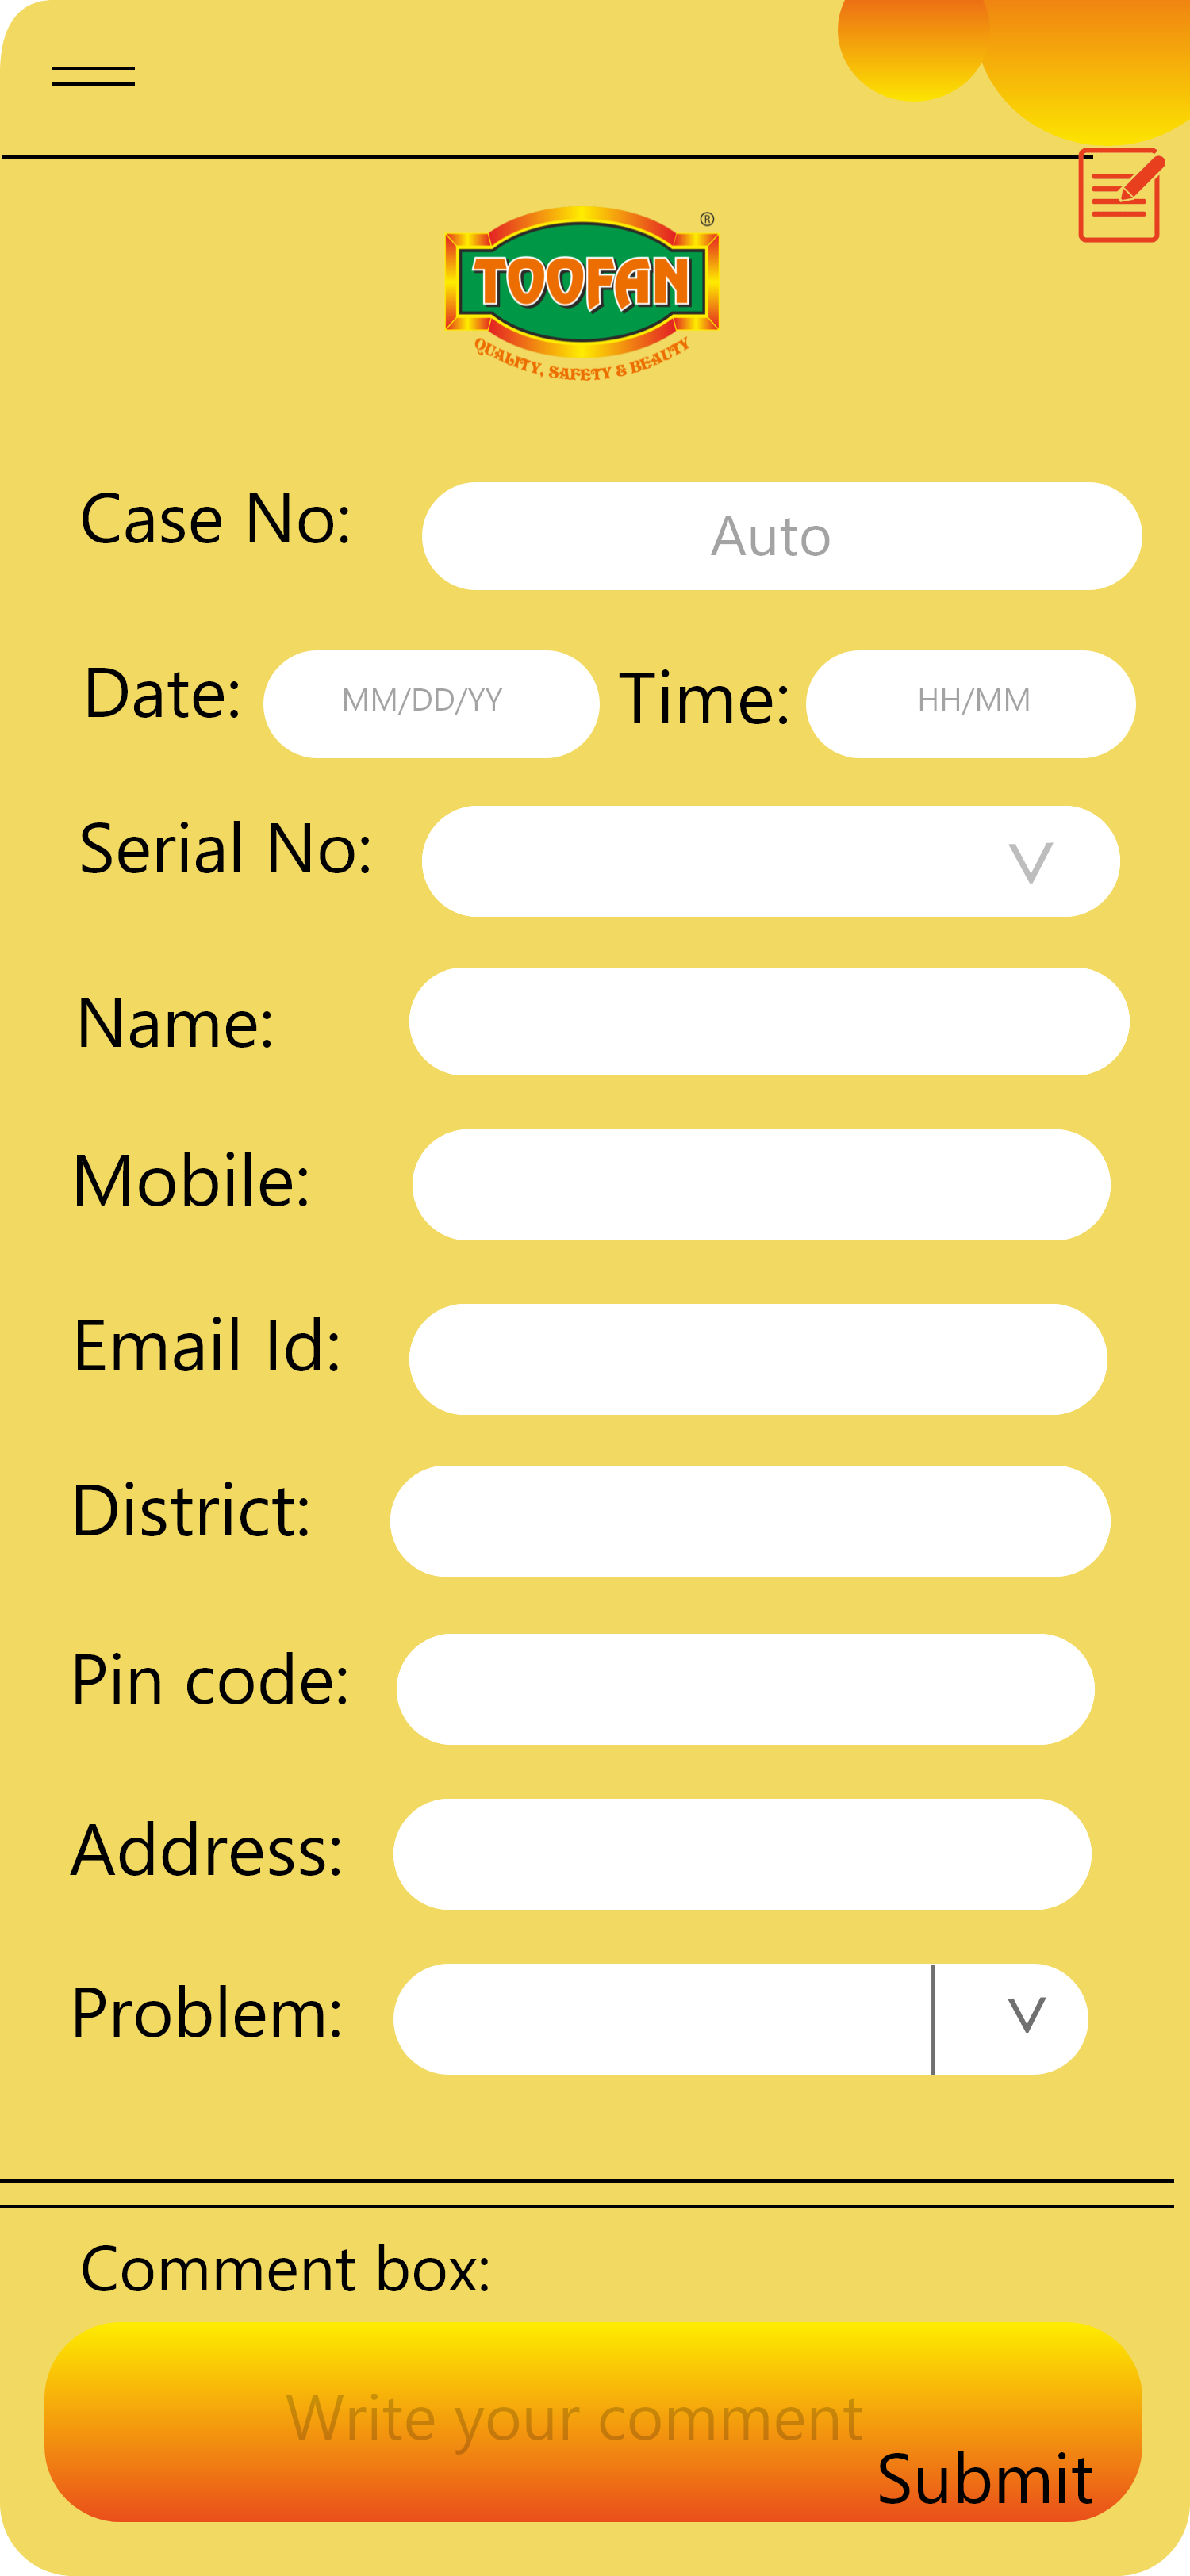 ®
TOOFAN
QUALITY, SAFETY & BEAUTY
Case No: Auto
Date: MM/DD/YY Time: HH/MM
Serial No:
Name:
Mobile:
Email Id:
District:
Pin code:
Address:
Problem:
Comment box:
Write your comment
Submit